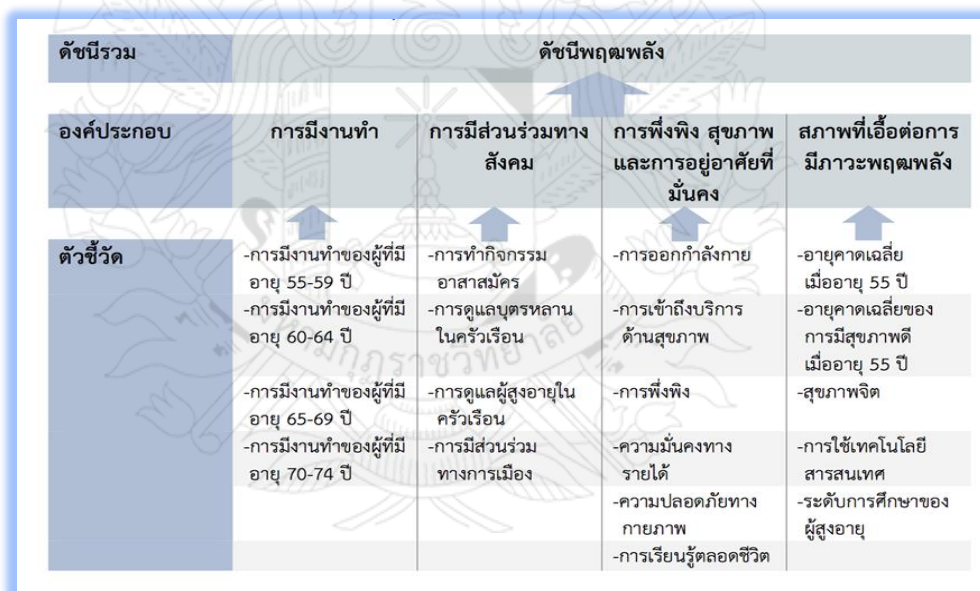 ดัชนีรวม
ดัชนีพฤฒพลัง
องค์ประกอบ
การมีงานทำ
การมีส่วนร่วมทาง
สังคม
การพึ่งพิง สุขภาพ
และการอยู่อาศัยที่
มั่นคง
สภาพที่เอื้อต่อการ
มีภาวะพฤฒพลัง
ตัวชี้วัด
-การมีงานทำของผู้ที่มี
อายุ 55-59 ปี
-การทำกิจกรรม
อาสาสมัคร
-การออกกำลังกาย
-อายุคาดเฉลี่ย
เมื่ออายุ 55 ปี
-การมีงานทำของผู้ที่มี
อายุ 60-64 ปี
-การดูแลบุตรหลาน
ในครัวเรือน
-การเข้าถึงบริการ
ด้านสุขภาพ
-อายุคาดเฉลี่ยของ
การมีสุขภาพดี
เมื่ออายุ 55 ปี
-การมีงานทำของผู้ที่มี
อายุ 65-69 ปี
-การดูแลผู้สูงอายุใน
ครัวเรือน
-การพึ่งพิง
-สุขภาพจิต
-การมีงานทำของผู้ที่มี
อายุ 70-74 ปี
-การมีส่วนร่วม
ทางการเมือง
-ความมั่นคงทาง
รายได้
-การใช้เทคโนโลยี
สารสนเทศ
-ความปลอดภัยทาง
กายภาพ
-ระดับการศึกษาของ
ผู้สูงอายุ
-การเรียนรู้ตลอดชีวิต